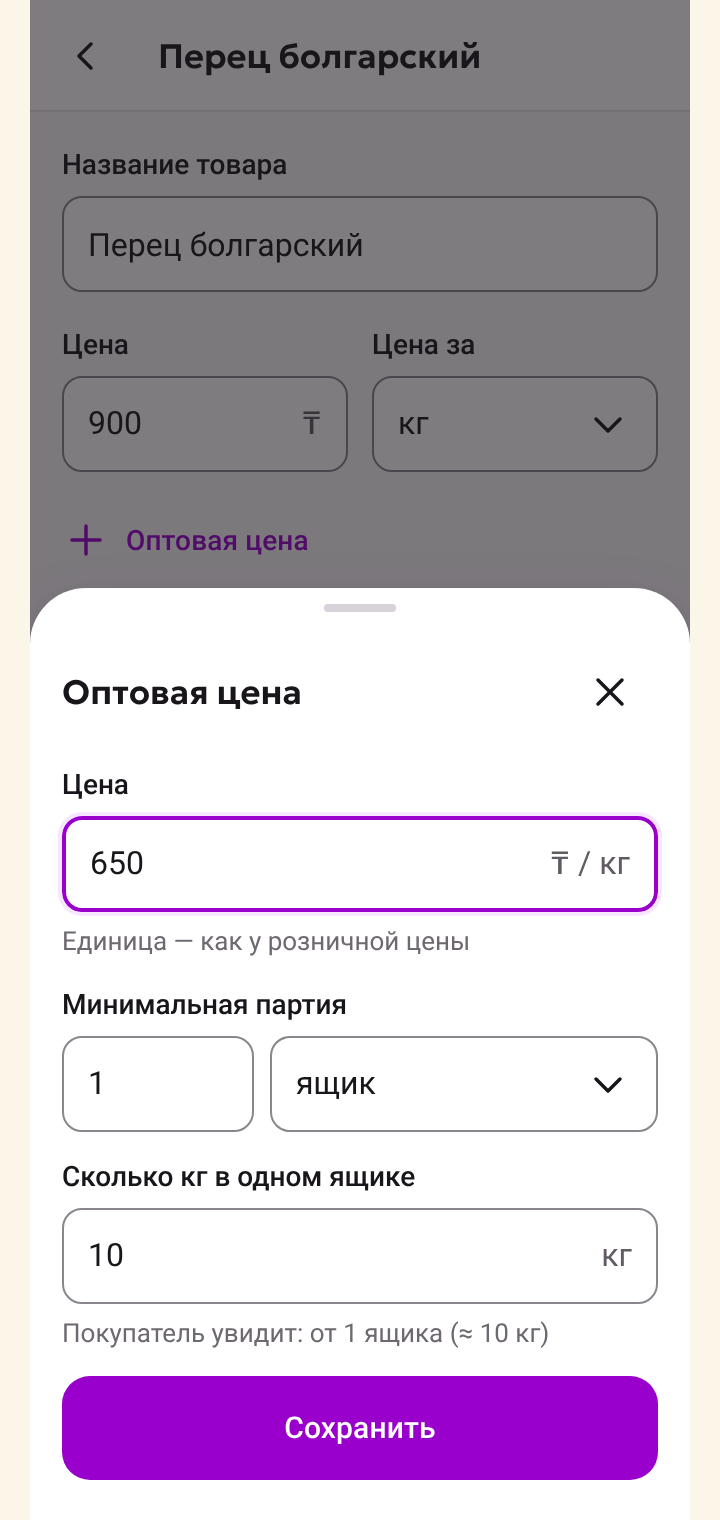 Перец болгарский
Название товара
Перец болгарский
Цена Цена за
900 ₸ кг
Оптовая цена
Оптовая цена
Цена
650 ₸ / кг
Единица — как у розничной цены
Минимальная партия
1 ящик
Сколько кг в одном ящике
10 кг
Покупатель увидит: от 1 ящика (≈ 10 кг)
Сохранить